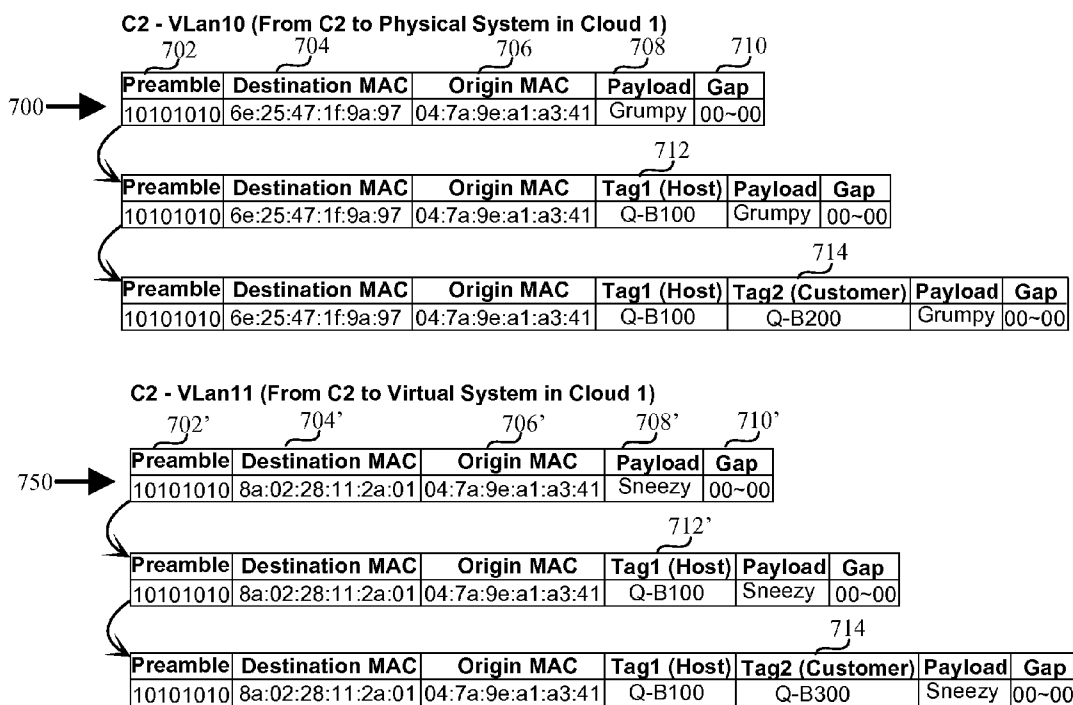 C2 - VLan10 (From C2 to Physical System in Cloud 1)
702 704 706 708 710
Preamble Destination MAC Origin MAC Payload Gap
700 10101010 6e:25:47:1f:9a:97 04:7a:9e:a1:a3:41 Grumpy 00~00
712
Preamble Destination MAC Origin MAC Tag1 (Host) Payload Gap
10101010 6e:25:47:1f:9a:97 04:7a:9e:a1:a3:41 Q-B100 Grumpy 00~00
714
Preamble Destination MAC Origin MAC Tag1 (Host) Tag2 (Customer) Payload Gap
10101010 6e:25:47:1f:9a:97 04:7a:9e:a1:a3:41 Q-B100 Q-B200 Grumpy 00~00
C2 - VLan11 (From C2 to Virtual System in Cloud 1)
702’ 704’ 706’ 708’ 710’
Preamble Destination MAC Origin MAC Payload Gap
750 10101010 8a:02:28:11:2a:01 04:7a:9e:a1:a3:41 Sneezy 00~00
712’
Preamble Destination MAC Origin MAC Tag1 (Host) Payload Gap
10101010 8a:02:28:11:2a:01 04:7a:9e:a1:a3:41 Q-B100 Sneezy 00~00
714
Preamble Destination MAC Origin MAC Tag1 (Host) Tag2 (Customer) Payload Gap
10101010 8a:02:28:11:2a:01 04:7a:9e:a1:a3:41 Q-B100 Q-B300 Sneezy 00~00